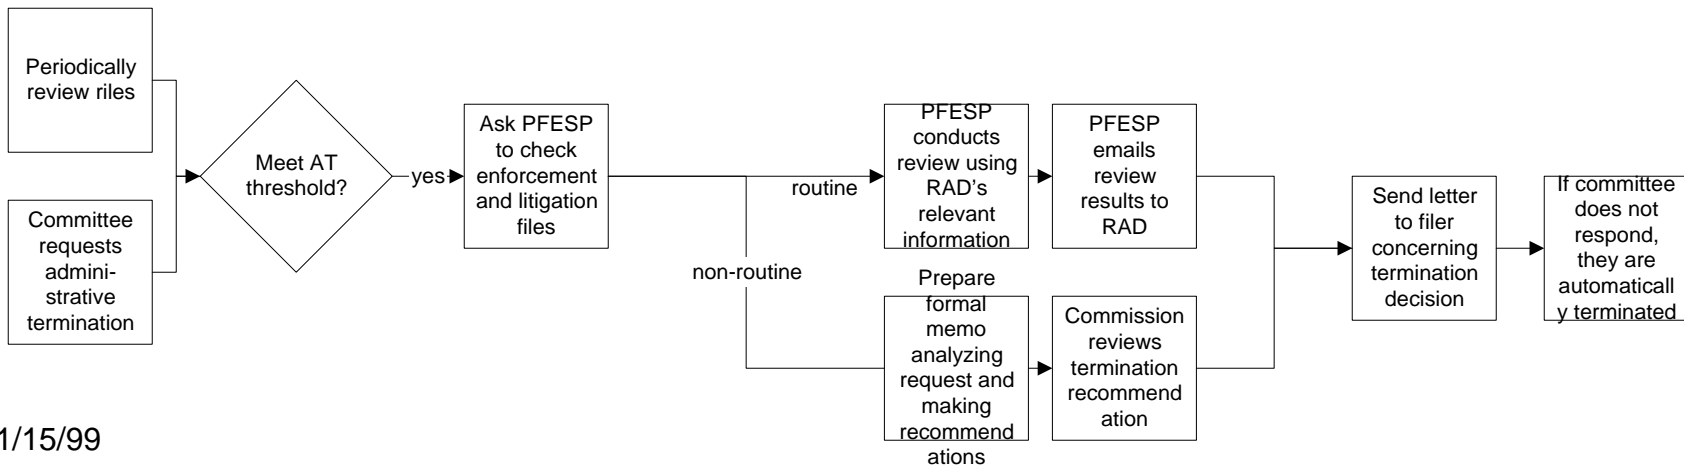 Periodically
review riles
Committee
requests
admini-
strative
termination
Meet AT
threshold?
yes
Ask PFESP
to check
enforcement
and litigation
files
routine
non-routine
PFESP
conducts
review using
RAD's
relevant
information
PFESP
emails
review
results to
RAD
Prepare
formal
memo
analyzing
request and
making
recommend
ations
Commission
reviews
termination
recommend
ation
Send letter
to filer
concerning
termination
decision
If committee
does not
respond,
they are
automaticall
y terminated
1/15/99